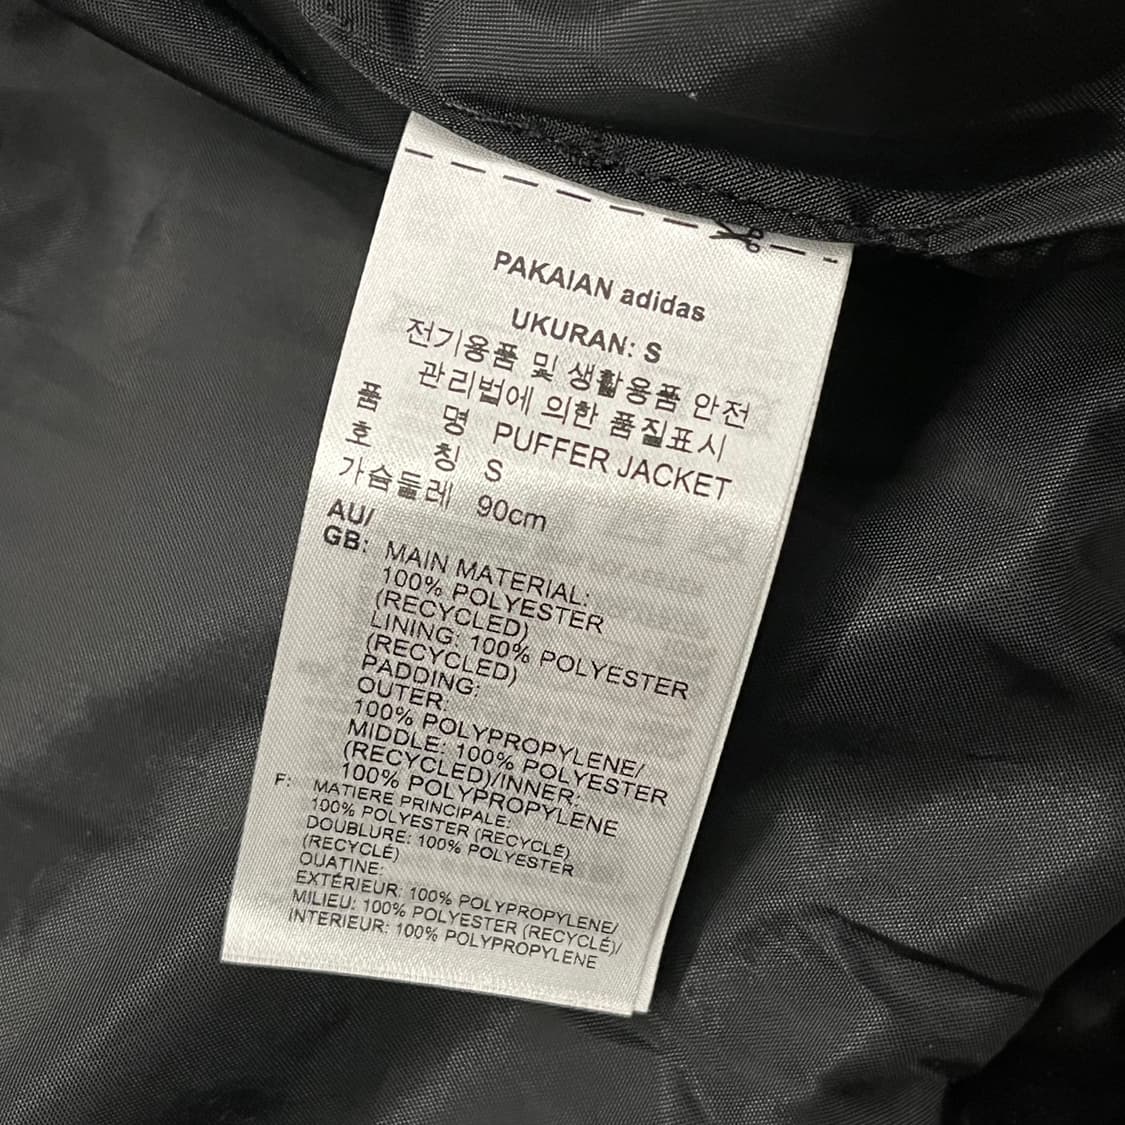 PAKAIAN adidas
UKURAN: S
전기용품 및 생활용품 안전
관리법에 의한 품질표시
품 명 PUFFER JACKET
호 칭 S
가슴둘레 90cm
AU/
GB: MAIN MATERIAL:
100% POLYESTER
(RECYCLED)
LINING: 100% POLYESTER
(RECYCLED)
PADDING:
OUTER:
100% POLYPROPYLENE/
MIDDLE: 100% POLYESTER
(RECYCLED)/INNER:
100% POLYPROPYLENE
F: MATIERE PRINCIPALE:
100% POLYESTER (RECYCLÉ)
DOUBLURE: 100% POLYESTER
(RECYCLÉ)
OUATINE:
EXTÉRIEUR: 100% POLYPROPYLENE/
MILIEU: 100% POLYESTER (RECYCLÉ)/
INTERIEUR: 100% POLYPROPYLENE